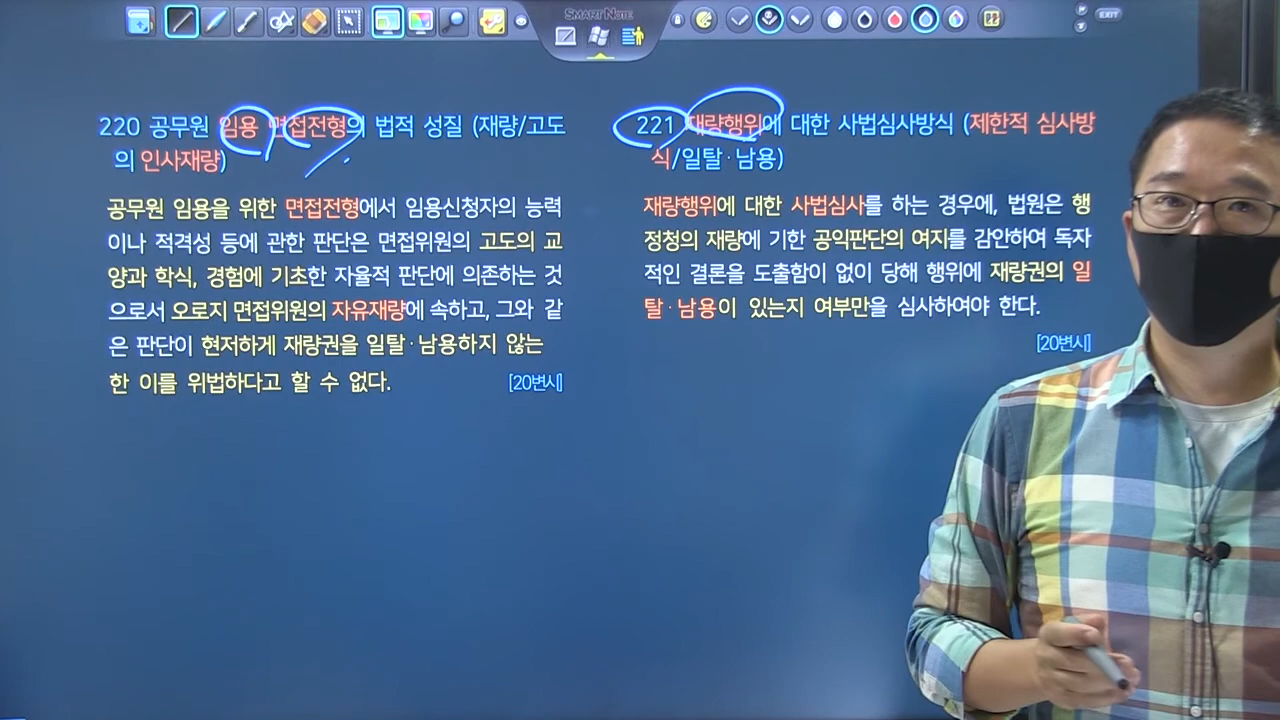 SMART NOTE
EXIT
220 공무원 임용 면접전형의 법적 성질 (재량/고도
의 인사재량)
공무원 임용을 위한 면접전형에서 임용신청자의 능력
이나 적격성 등에 관한 판단은 면접위원의 고도의 교
양과 학식, 경험에 기초한 자율적 판단에 의존하는 것
으로서 오로지 면접위원의 자유재량에 속하고, 그와 같
은 판단이 현저하게 재량권을 일탈·남용하지 않는
한 이를 위법하다고 할 수 없다.
[20변시]
221 재량행위에 대한 사법심사방식 (제한적 심사방
식/일탈·남용)
재량행위에 대한 사법심사를 하는 경우에, 법원은 행
정청의 재량에 기한 공익판단의 여지를 감안하여 독자
적인 결론을 도출함이 없이 당해 행위에 재량권의 일
탈·남용이 있는지 여부만을 심사하여야 한다.
[20변시]